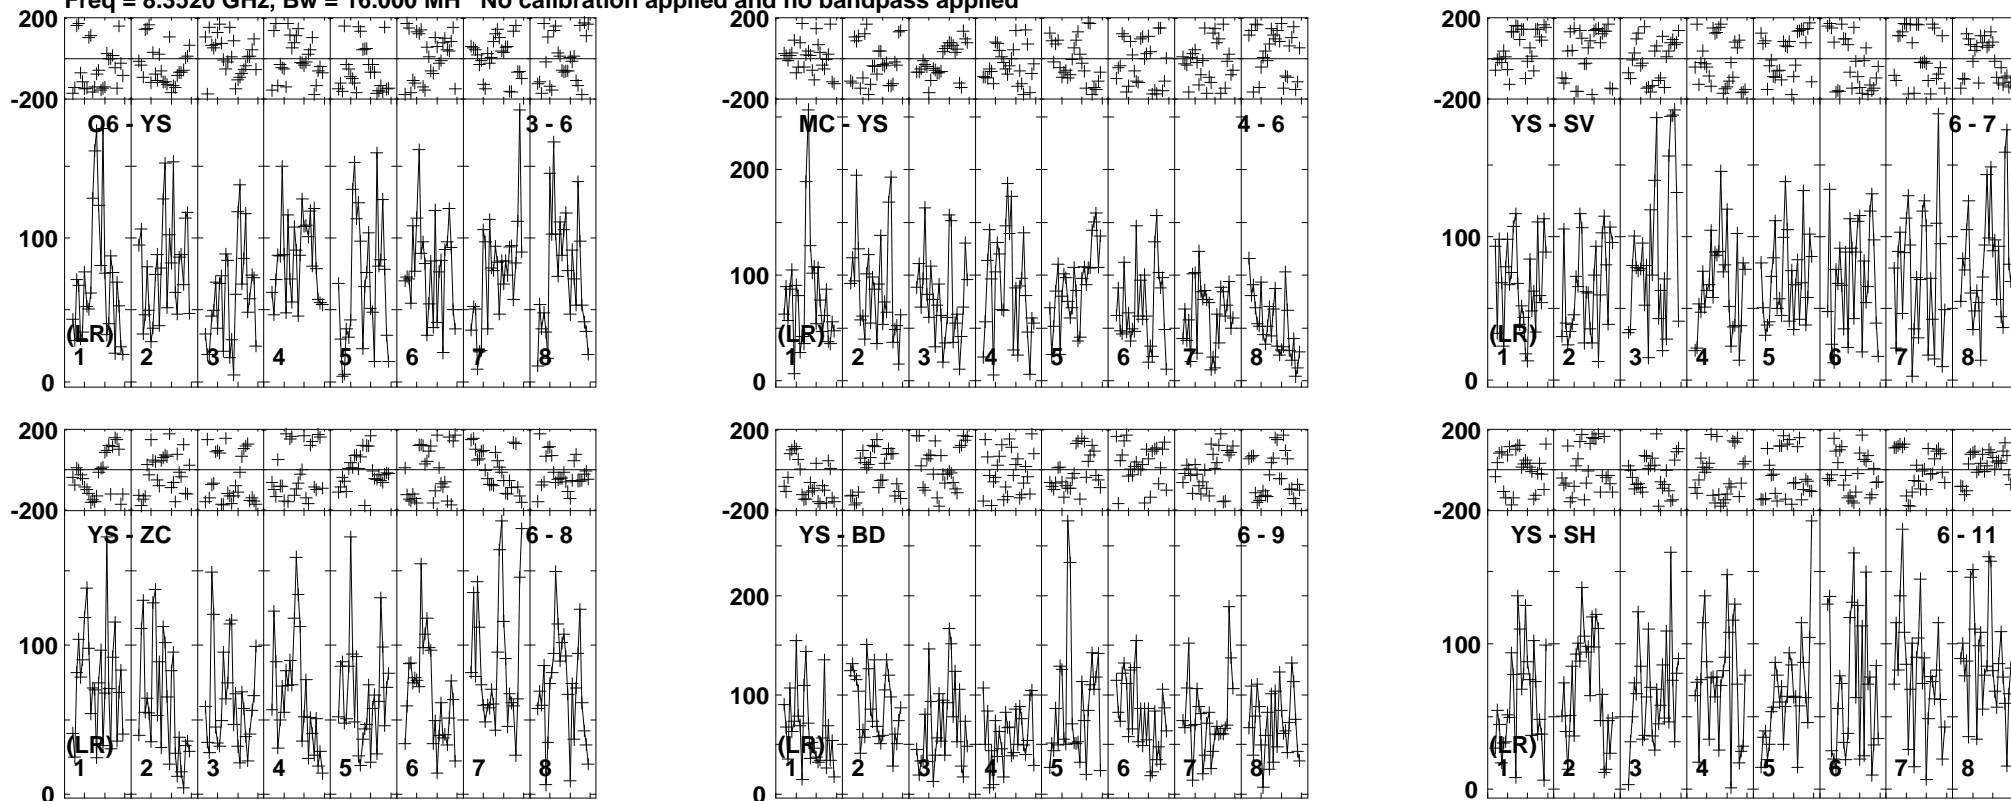 Freq = 8.3520 GHz, Bw = 16.000 MH No calibration applied and no bandpass applied
200
-200
O6 - YS
3 - 6
100
0
(LR)
1 2 3 4 5 6 7 8
200
-200
MC - YS
4 - 6
200
100
0
(LR)
1 2 3 4 5 6 7 8
200
-200
YS - SV
6 - 7
100
0
(LR)
1 2 3 4 5 6 7 8
200
-200
YS - ZC
6 - 8
100
0
(LR)
1 2 3 4 5 6 7 8
200
-200
YS - BD
6 - 9
200
100
0
(LR)
1 2 3 4 5 6 7 8
200
-200
YS - SH
6 - 11
100
0
(LR)
1 2 3 4 5 6 7 8